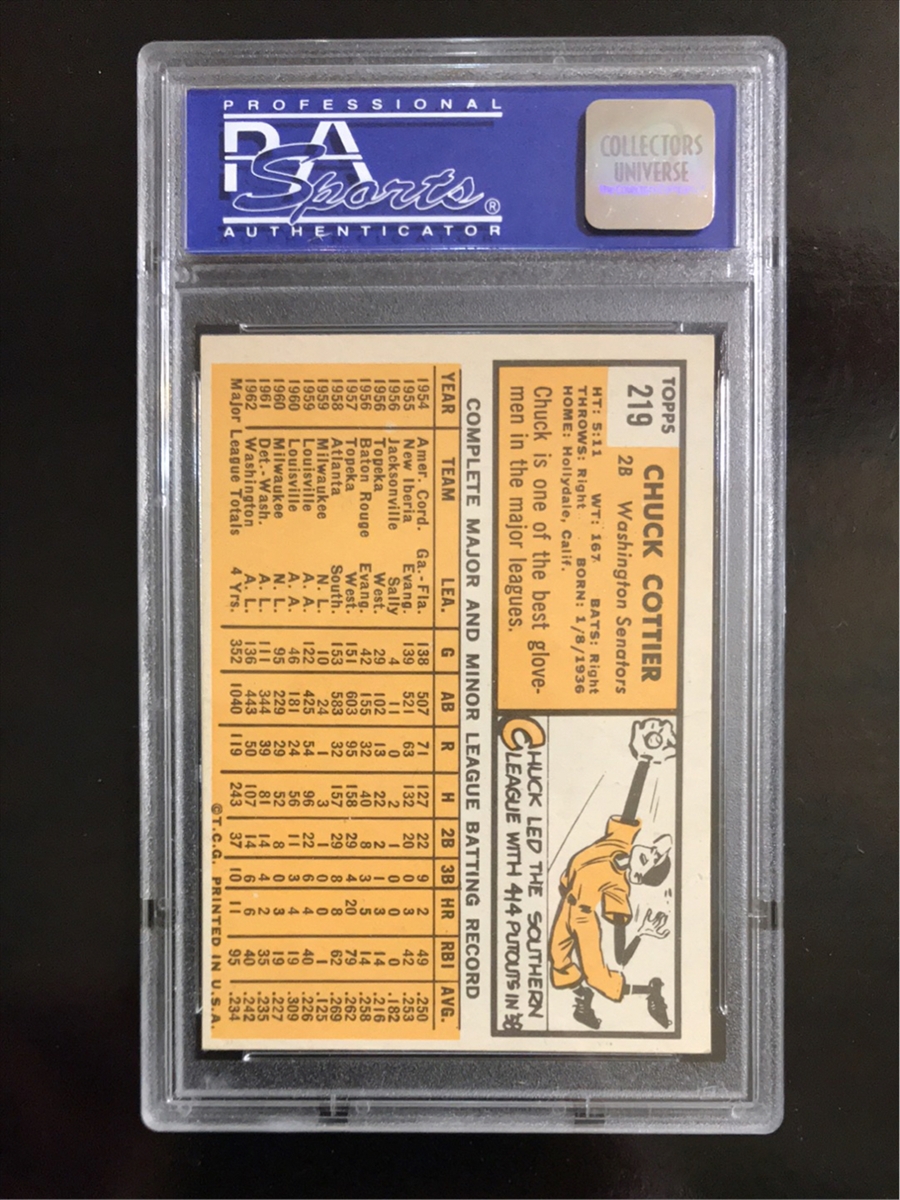 PROFESSIONAL
PSA
Sports®
AUTHENTICATOR
COLLECTORS
UNIVERSE
TOPPS
219
CHUCK COTTIER
2B Washington Senators
HT: 5:11 WT: 167 BATS: Right
THROWS: Right BORN: 1/8/1936
HOME: Hollydale, Calif.
Chuck is one of the best glove-
men in the major leagues.
CHUCK LED THE SOUTHERN
LEAGUE WITH 414 PUTOUTS IN '58
COMPLETE MAJOR AND MINOR LEAGUE BATTING RECORD
YEAR TEAM LEA. G AB R H 2B 3B HR RBI AVG.
1954 Amer. Cord. Ga.-Fla. 138 507 71 127 22 9 2 49 .250
1955 New Iberia Evang. 139 521 63 132 20 3 3 42 .253
1956 Jacksonville Sally 4 11 0 2 0 0 0 0 .182
1956 Topeka West. 29 102 13 22 2 1 3 14 .216
1956 Baton Rouge Evang. 42 155 32 40 8 3 5 14 .258
1957 Topeka West. 151 603 95 158 29 4 20 79 .262
1958 Atlanta South. 153 583 32 157 29 8 8 62 .269
1959 Milwaukee N. L. 10 24 1 3 1 0 0 1 .125
1959 Louisville A. A. 122 425 54 96 22 6 4 40 .226
1960 Louisville A. A. 46 181 24 56 11 3 4 19 .309
1960 Milwaukee N. L. 95 229 29 52 8 0 3 19 .227
1961 Det.-Wash. A. L. 111 344 39 81 14 4 2 35 .235
1962 Washington A. L. 136 443 50 107 14 6 6 40 .242
Major League Totals 4 Yrs. 352 1040 119 243 37 10 11 95 .234
©T.C.G. PRINTED IN U.S.A.